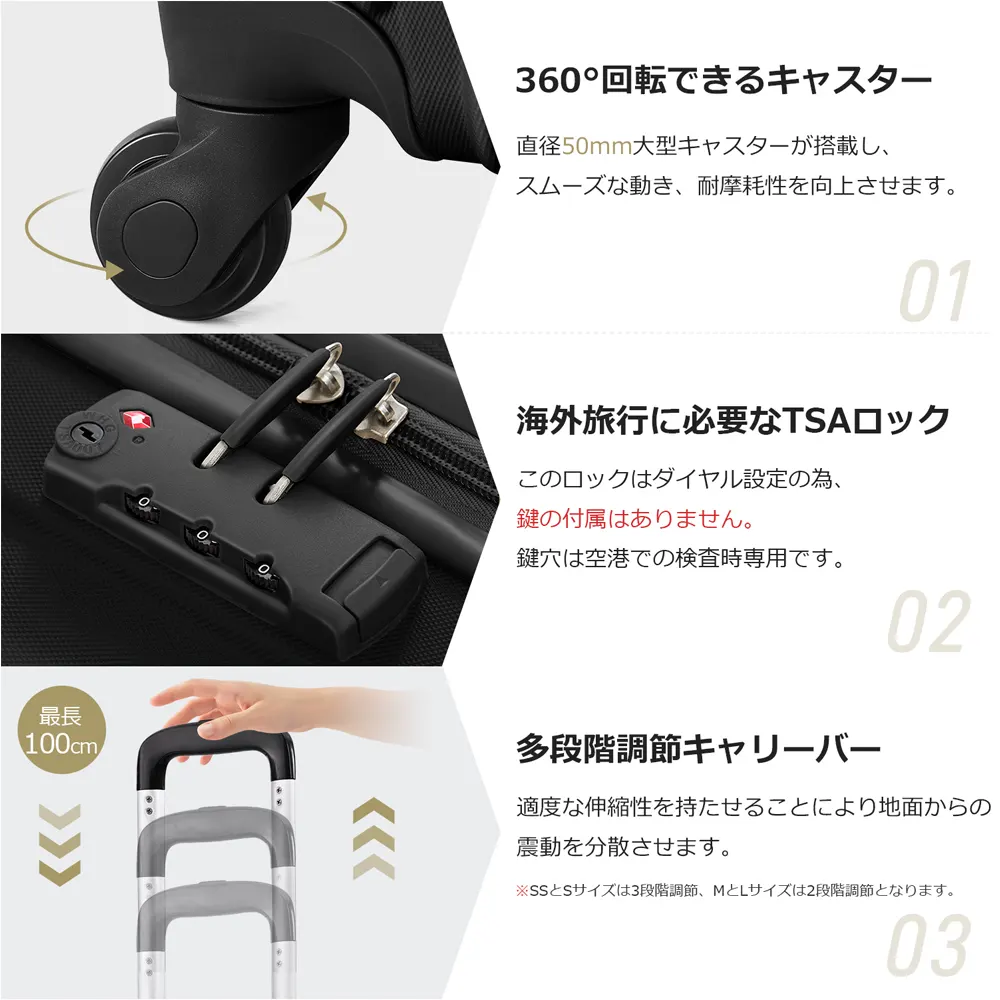 360°回転できるキャスター
直径50mm大型キャスターが搭載し、
スムーズな動き、耐摩耗性を向上させます。
01
海外旅行に必要なTSAロック
このロックはダイヤル設定の為、
鍵の付属はありません。
鍵穴は空港での検査時専用です。
0
0
0
02
最長
100cm
多段階調節キャリーバー
適度な伸縮性を持たせることにより地面からの
震動を分散させます。
※SSとSサイズは3段階調節、MとLサイズは2段階調節となります。
03